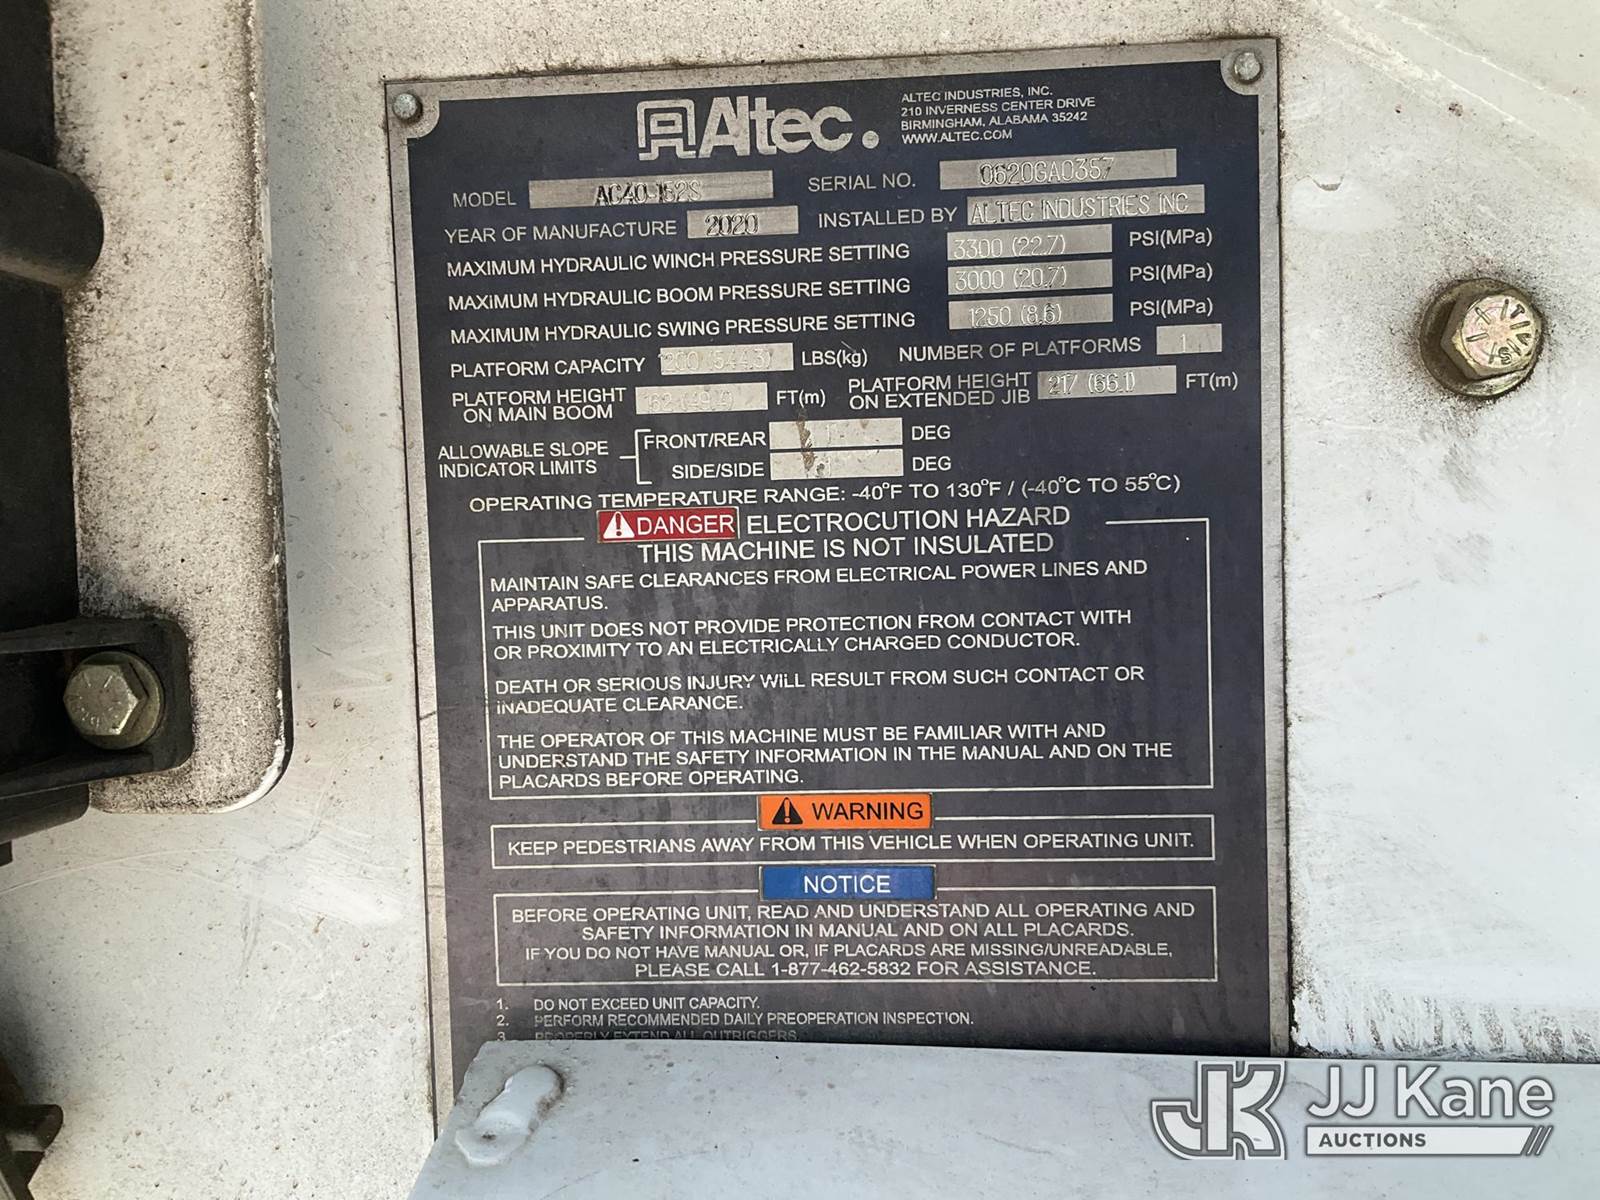 Altec.
ALTEC INDUSTRIES, INC.
210 INVERNESS CENTER DRIVE
BIRMINGHAM, ALABAMA 35242
WWW.ALTEC.COM
MODEL AC40-152S SERIAL NO. 0620GA0357
YEAR OF MANUFACTURE 2020 INSTALLED BY ALTEC INDUSTRIES INC
MAXIMUM HYDRAULIC WINCH PRESSURE SETTING 3300 (22.7) PSI(MPa)
MAXIMUM HYDRAULIC BOOM PRESSURE SETTING 3000 (20.7) PSI(MPa)
MAXIMUM HYDRAULIC SWING PRESSURE SETTING 1250 (8.6) PSI(MPa)
PLATFORM CAPACITY 1200 (544.3) LBS(kg) NUMBER OF PLATFORMS 1
PLATFORM HEIGHT ON MAIN BOOM FT(m) PLATFORM HEIGHT ON EXTENDED JIB 217 (66.1) FT(m)
ALLOWABLE SLOPE INDICATOR LIMITS
FRONT/REAR DEG
SIDE/SIDE DEG
OPERATING TEMPERATURE RANGE: -40°F TO 130°F / (-40°C TO 55°C)
DANGER ELECTROCUTION HAZARD
THIS MACHINE IS NOT INSULATED
MAINTAIN SAFE CLEARANCES FROM ELECTRICAL POWER LINES AND
APPARATUS.
THIS UNIT DOES NOT PROVIDE PROTECTION FROM CONTACT WITH
OR PROXIMITY TO AN ELECTRICALLY CHARGED CONDUCTOR.
DEATH OR SERIOUS INJURY WILL RESULT FROM SUCH CONTACT OR
INADEQUATE CLEARANCE.
THE OPERATOR OF THIS MACHINE MUST BE FAMILIAR WITH AND
UNDERSTAND THE SAFETY INFORMATION IN THE MANUAL AND ON THE
PLACARDS BEFORE OPERATING.
WARNING
KEEP PEDESTRIANS AWAY FROM THIS VEHICLE WHEN OPERATING UNIT.
NOTICE
BEFORE OPERATING UNIT, READ AND UNDERSTAND ALL OPERATING AND
SAFETY INFORMATION IN MANUAL AND ON ALL PLACARDS.
IF YOU DO NOT HAVE MANUAL OR, IF PLACARDS ARE MISSING/UNREADABLE,
PLEASE CALL 1-877-462-5832 FOR ASSISTANCE.
1. DO NOT EXCEED UNIT CAPACITY.
2. PERFORM RECOMMENDED DAILY PREOPERATION INSPECTION.
3. PROPERLY EXTEND ALL OUTRIGGERS.
JK JJ Kane
AUCTIONS